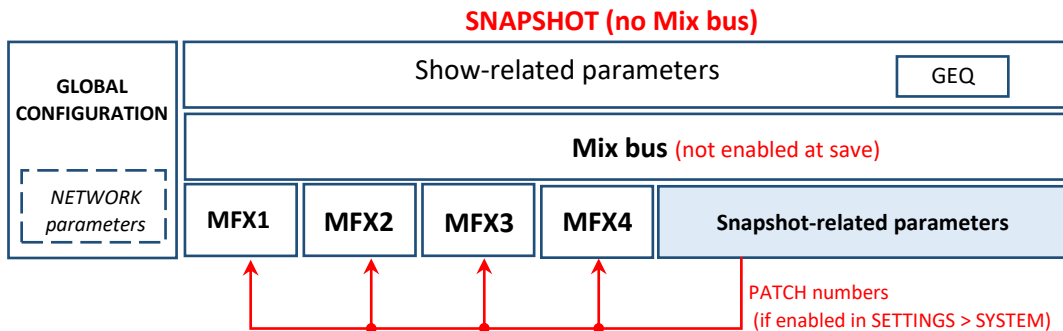 SNAPSHOT (no Mix bus)
GLOBAL
CONFIGURATION
NETWORK
parameters
Show-related parameters
GEQ
Mix bus (not enabled at save)
MFX1
MFX2
MFX3
MFX4
Snapshot-related parameters
PATCH numbers
(if enabled in SETTINGS > SYSTEM)